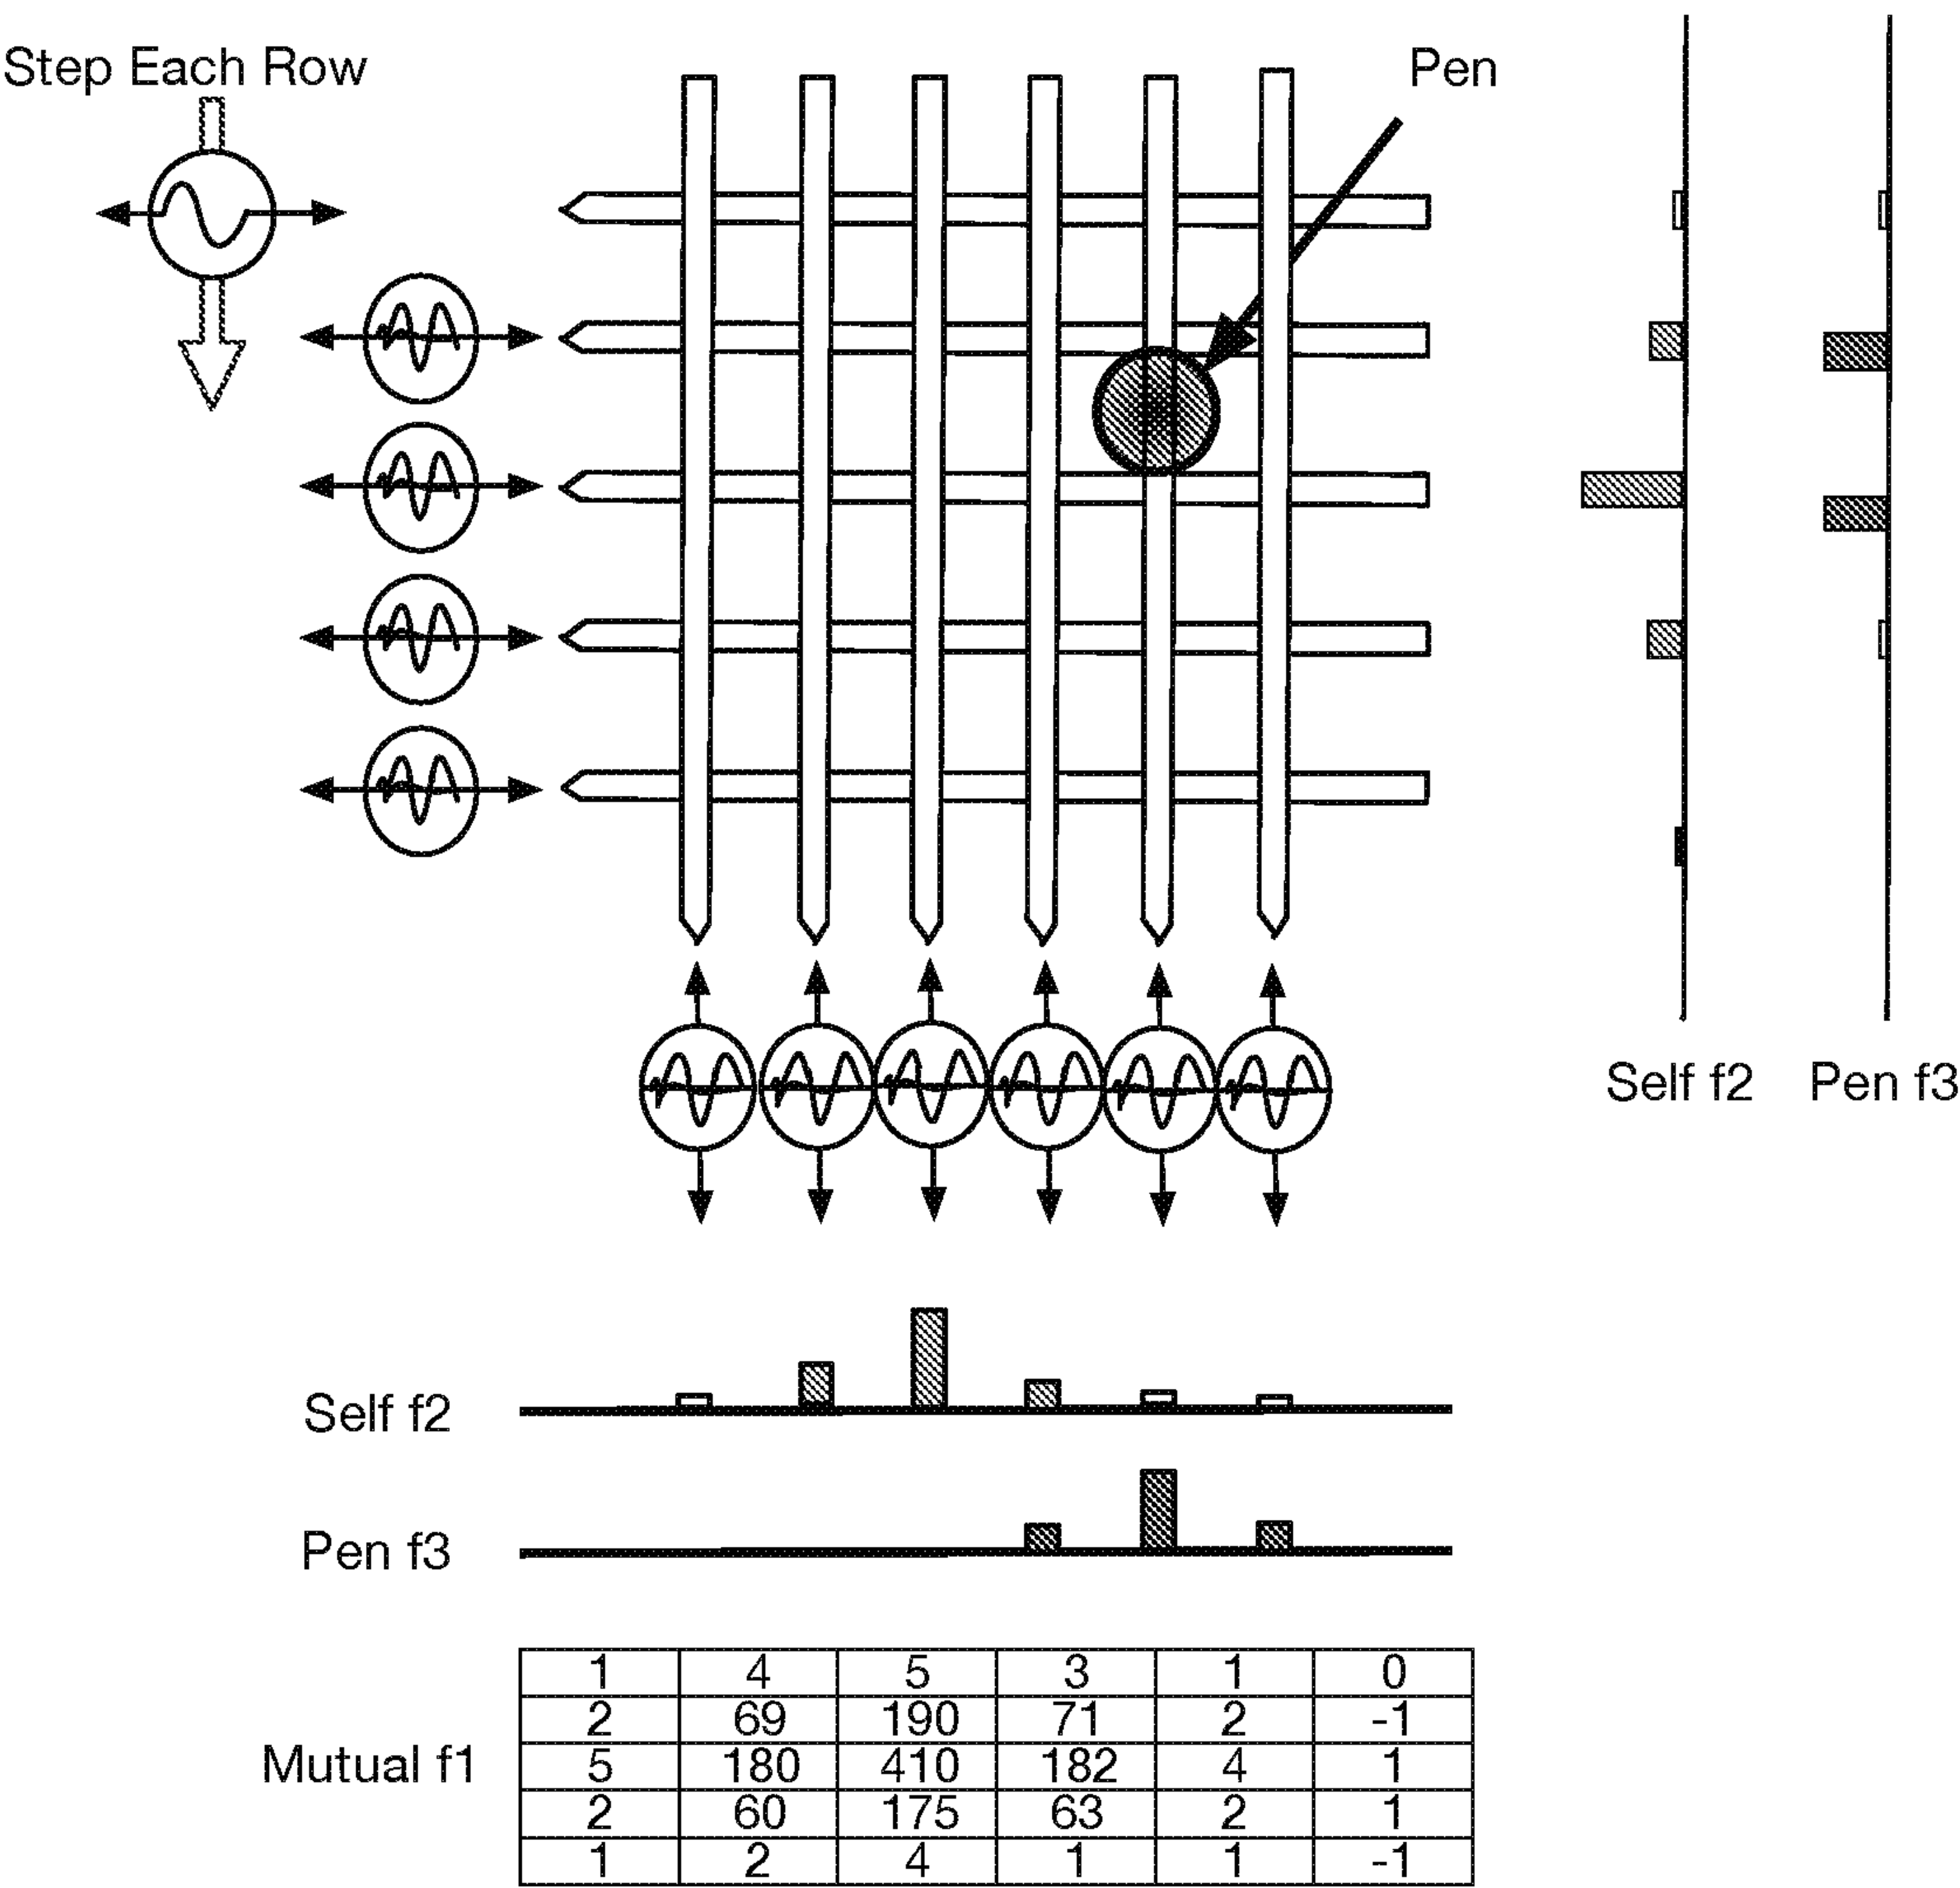 Step Each Row
Pen
Self f2 Pen f3
Self f2
Pen f3
Mutual f1
1 4 5 3 1 0
2 69 190 71 2 -1
5 180 410 182 4 1
2 60 175 63 2 1
1 2 4 1 1 -1